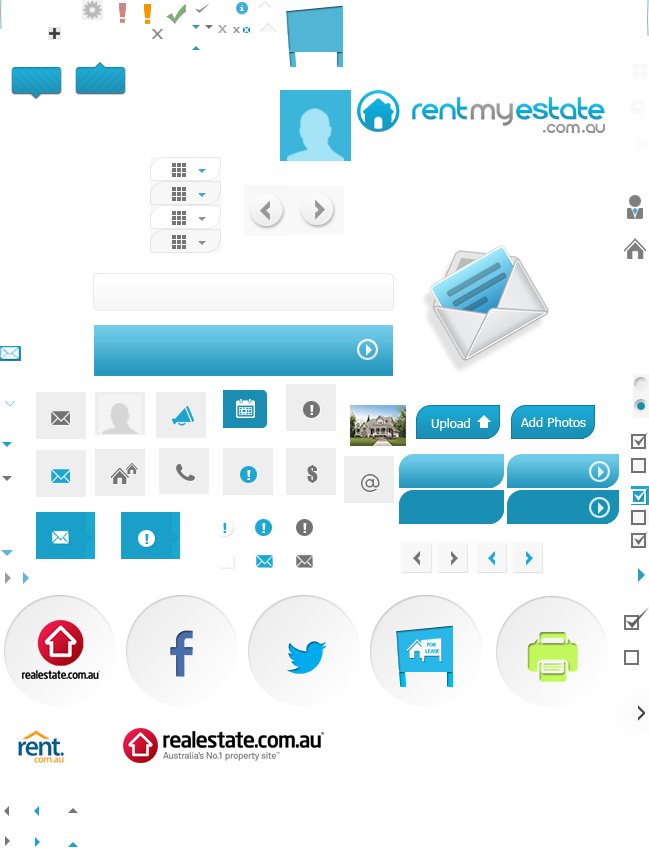 rentmyestate
.com.au
Upload
Add Photos
$
@
FOR
LEASE
realestate.com.au
rent.
com.au
realestate.com.au
Australia's No.1 property site™